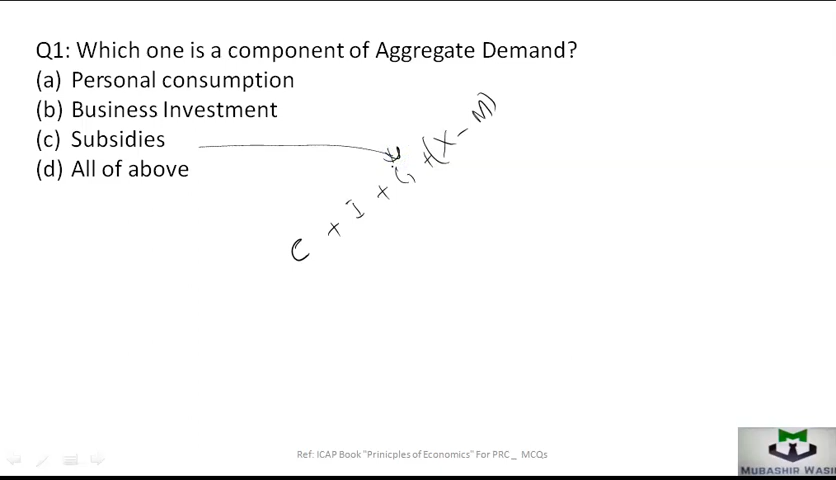 Q1: Which one is a component of Aggregate Demand?
(a) Personal consumption
(b) Business Investment
(c) Subsidies
(d) All of above
C + I + G + (X - M)
Ref: ICAP Book "Prinicples of Economics" For PRC_ MCQs
MUBASHIR WASI